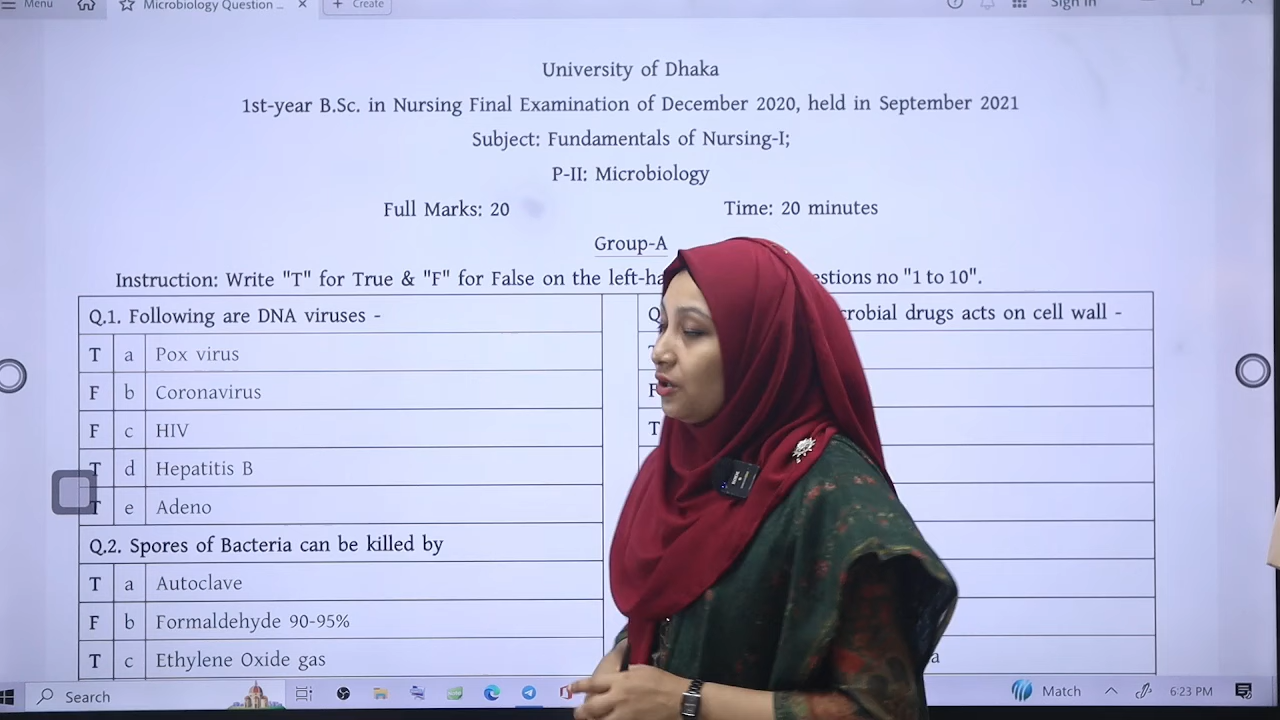 Menu
Microbiology Question ...
Create
Sign in
University of Dhaka
1st-year B.Sc. in Nursing Final Examination of December 2020, held in September 2021
Subject: Fundamentals of Nursing-I;
P-II: Microbiology
Full Marks: 20 Time: 20 minutes
Group-A
Instruction: Write "T" for True & "F" for False on the left- no "1 to 10".
Q.1. Following are DNA viruses -
T a Pox virus
F b Coronavirus
F c HIV
T d Hepatitis B
T e Adeno
Q.2. Spores of Bacteria can be killed by
T a Autoclave
F b Formaldehyde 90-95%
T c Ethylene Oxide gas
drugs acts on cell wall -
F
T
a
Search
Match
6:23 PM